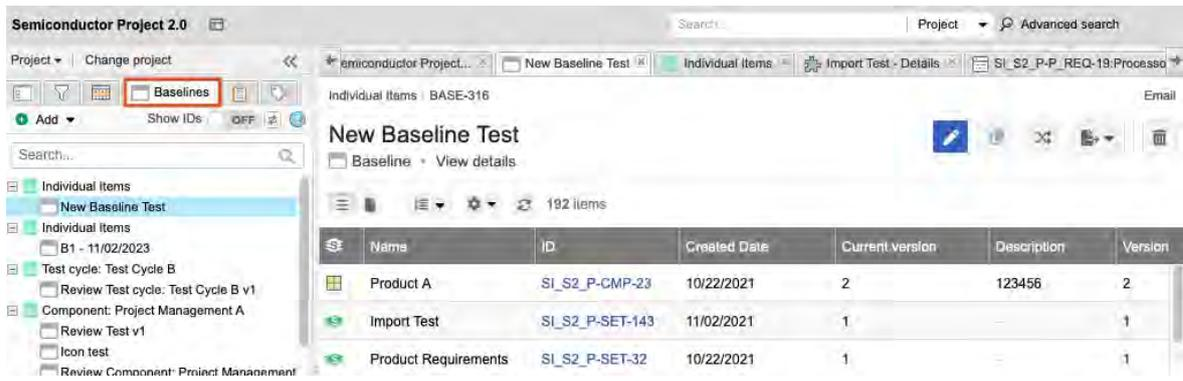 Semiconductor Project 2.0
Search... Project Advanced search
Project Change project
Baselines
Add Show IDs OFF
Search...
Individual Items
New Baseline Test
Individual Items
B1 - 11/02/2023
Test cycle: Test Cycle B
Review Test cycle: Test Cycle B v1
Component: Project Management A
Review Test v1
Icon test
Review Component: Project Management
emiconductor Project... New Baseline Test Individual Items Import Test - Details SI_S2_P-P_REQ-19:Processo
Individual Items BASE-316 Email
New Baseline Test
Baseline • View details
192 items
Name ID Created Date Current version Description Version
Product A SI_S2_P-CMP-23 10/22/2021 2 123456 2
Import Test SI_S2_P-SET-143 11/02/2021 1 1
Product Requirements SI_S2_P-SET-32 10/22/2021 1 1